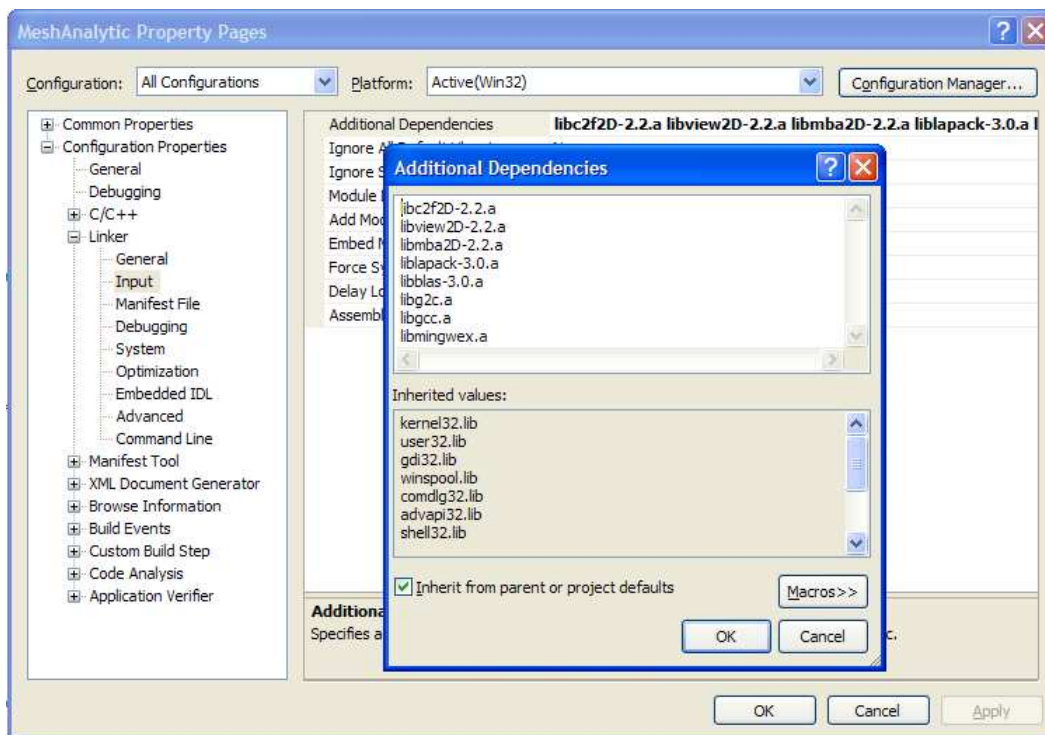 MeshAnalytic Property Pages
Configuration: All Configurations Platform: Active(Win32) Configuration Manager...
Common Properties
Configuration Properties
General
Debugging
C/C++
Linker
General
Input
Manifest File
Debugging
System
Optimization
Embedded IDL
Advanced
Command Line
Manifest Tool
XML Document Generator
Browse Information
Build Events
Custom Build Step
Code Analysis
Application Verifier
Additional Dependencies libc2f2D-2.2.a libview2D-2.2.a libmba2D-2.2.a liblapack-3.0.a l
Ignore
Ignore S
Module
Add Mod
Embed
Force Sy
Delay Lo
Assembl
Additional Dependencies
ibc2f2D-2.2.a
libview2D-2.2.a
libmba2D-2.2.a
liblapack-3.0.a
libblas-3.0.a
libg2c.a
libgcc.a
libmingwex.a
Inherited values:
kernel32.lib
user32.lib
gdi32.lib
winspool.lib
comdlg32.lib
advapi32.lib
shell32.lib
Inherit from parent or project defaults
Macros>>
OK Cancel
Additiona
Specifies a c.
OK Cancel Apply